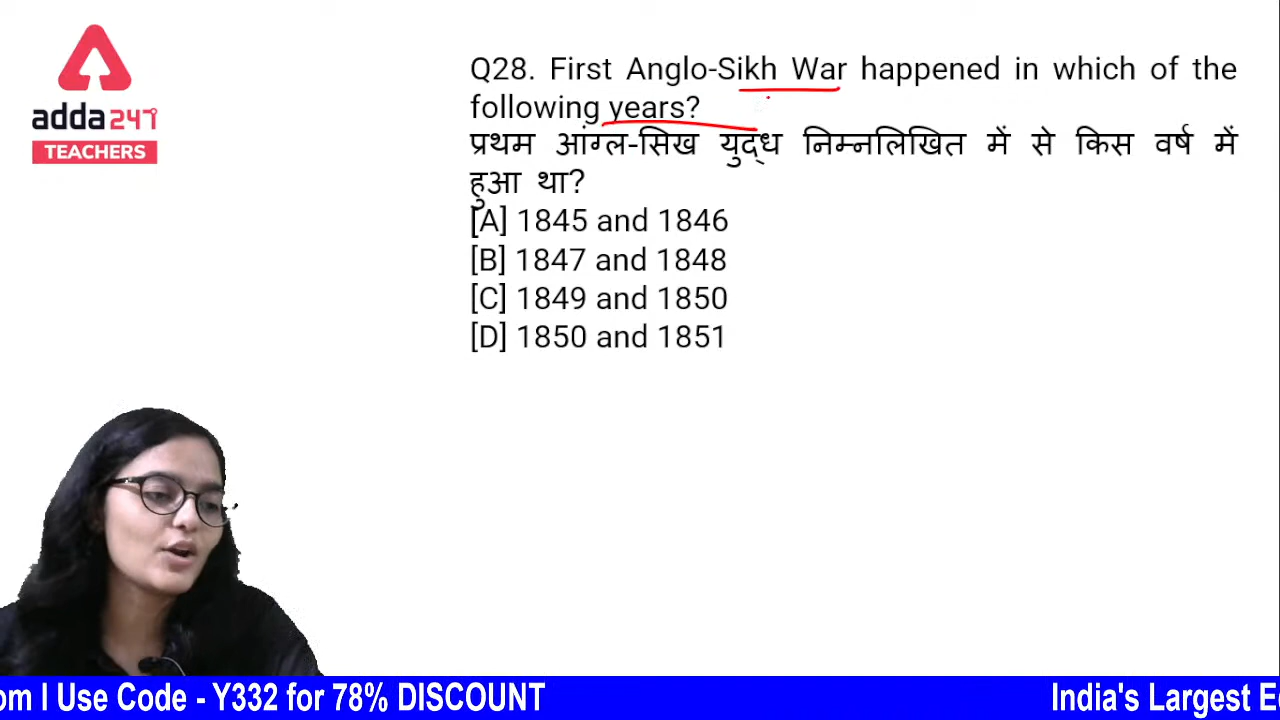 adda247
TEACHERS
Q28. First Anglo-Sikh War happened in which of the
following years?
प्रथम आंग्ल-सिख युद्ध निम्नलिखित में से किस वर्ष में
हुआ था?
[A] 1845 and 1846
[B] 1847 and 1848
[C] 1849 and 1850
[D] 1850 and 1851
om I Use Code - Y332 for 78% DISCOUNT
India's Largest E